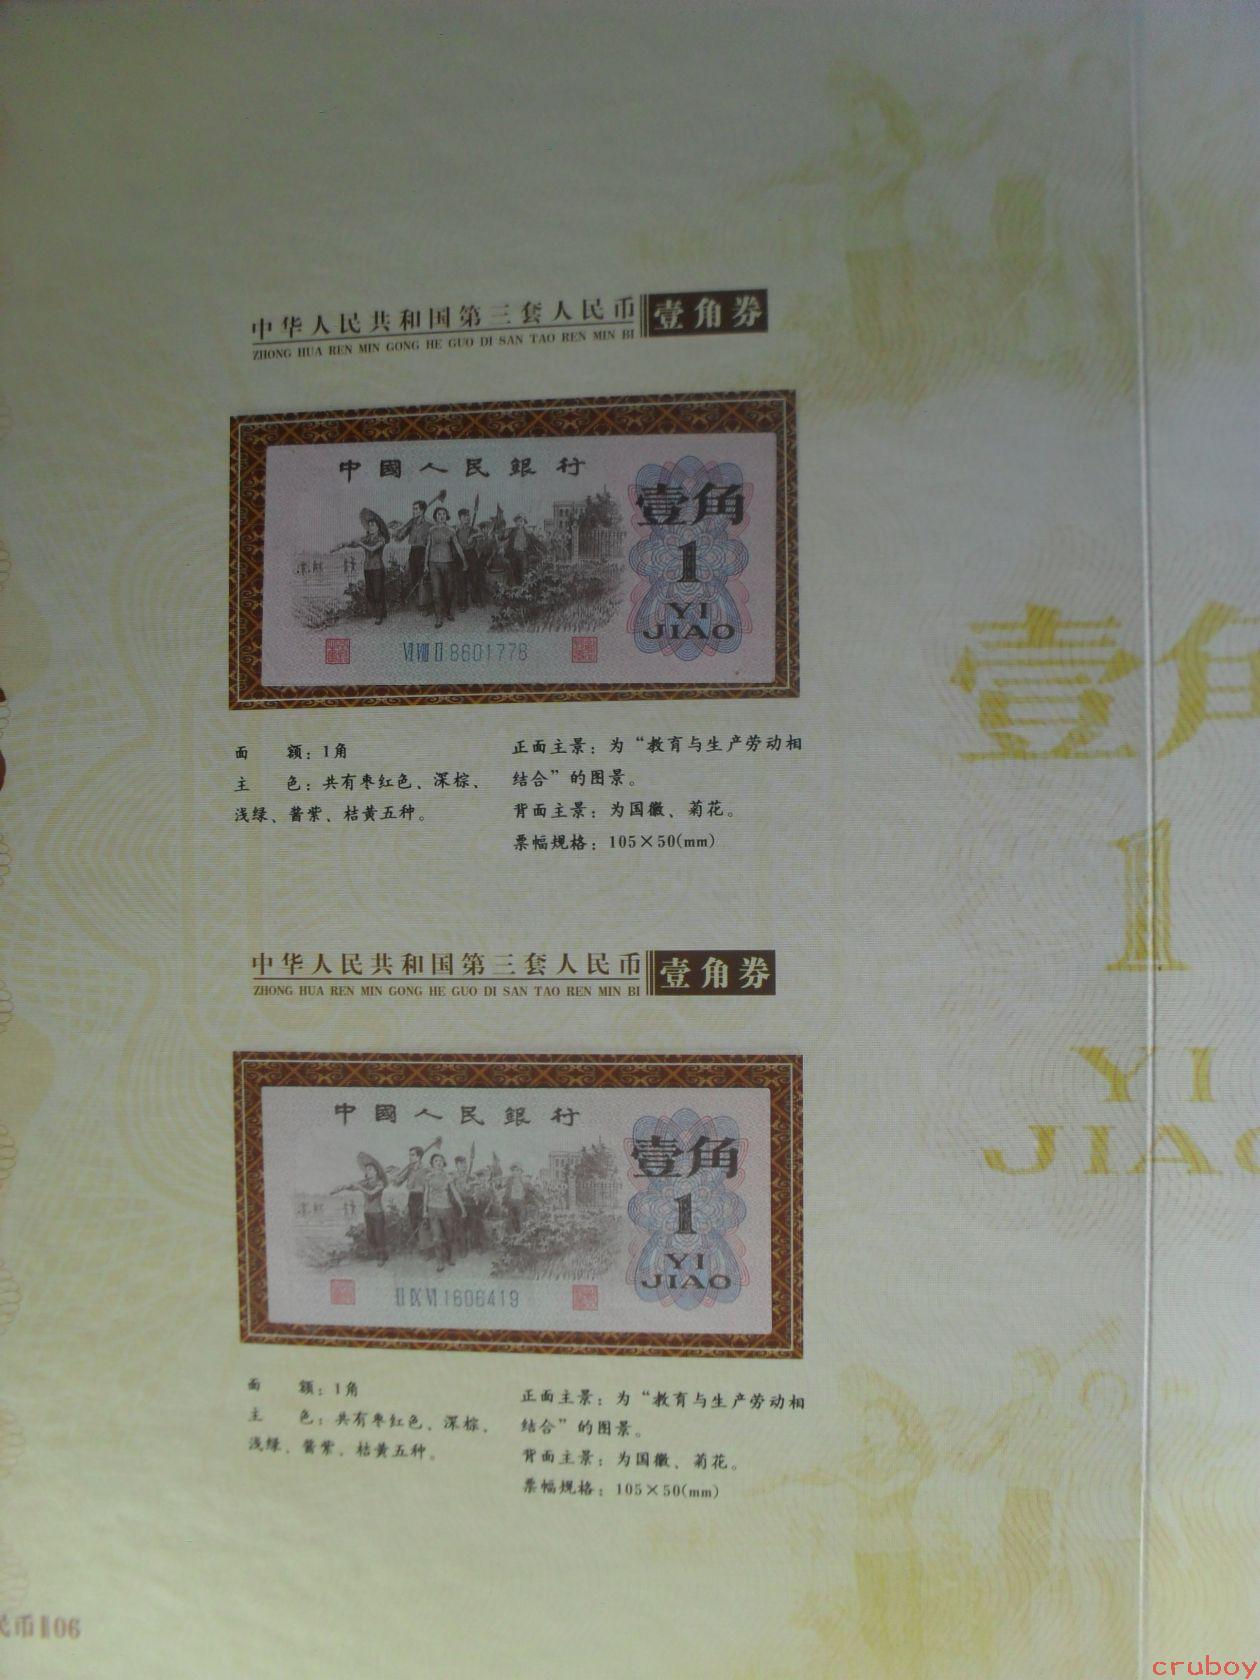 中华人民共和国第三套人民币 壹角券
ZHONG HUA REN MIN GONG HE GUO DI SAN TAO REN MIN BI
中國人民銀行
壹角
1
YI
JIAO
ⅥⅧⅡ8601778
面 额：1角
主 色：共有枣红色、深棕、
浅绿、酱紫、桔黄五种。
正面主景：为“教育与生产劳动相
结合”的图景。
背面主景：为国徽、菊花。
票幅规格：105×50(mm)
壹角
1
YI
中华人民共和国第三套人民币 壹角券
ZHONG HUA REN MIN GONG HE GUO DI SAN TAO REN MIN BI
中國人民銀行
壹角
1
YI
JIAO
ⅡⅨⅥ1606419
面 额：1角
主 色：共有枣红色、深棕、
浅绿、酱紫、桔黄五种。
正面主景：为“教育与生产劳动相
结合”的图景。
背面主景：为国徽、菊花。
票幅规格：105×50(mm)
民币 06
cruboy